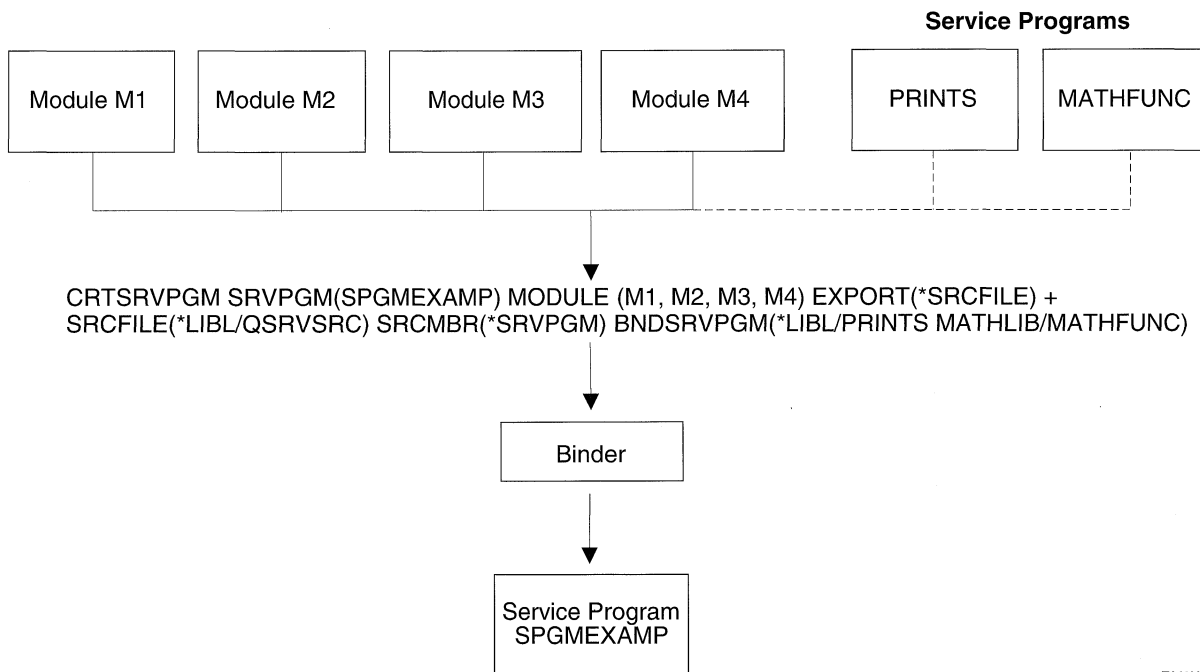 Service Programs
Module M1
Module M2
Module M3
Module M4
PRINTS
MATHFUNC
CRTSRVPGM SRVPGM(SPGMEXAMP) MODULE (M1, M2, M3, M4) EXPORT(*SRCFILE) +
SRCFILE(*LIBL/QSRVSRC) SRCMBR(*SRVPGM) BNDSRVPGM(*LIBL/PRINTS MATHLIB/MATHFUNC)
Binder
Service Program
SPGMEXAMP